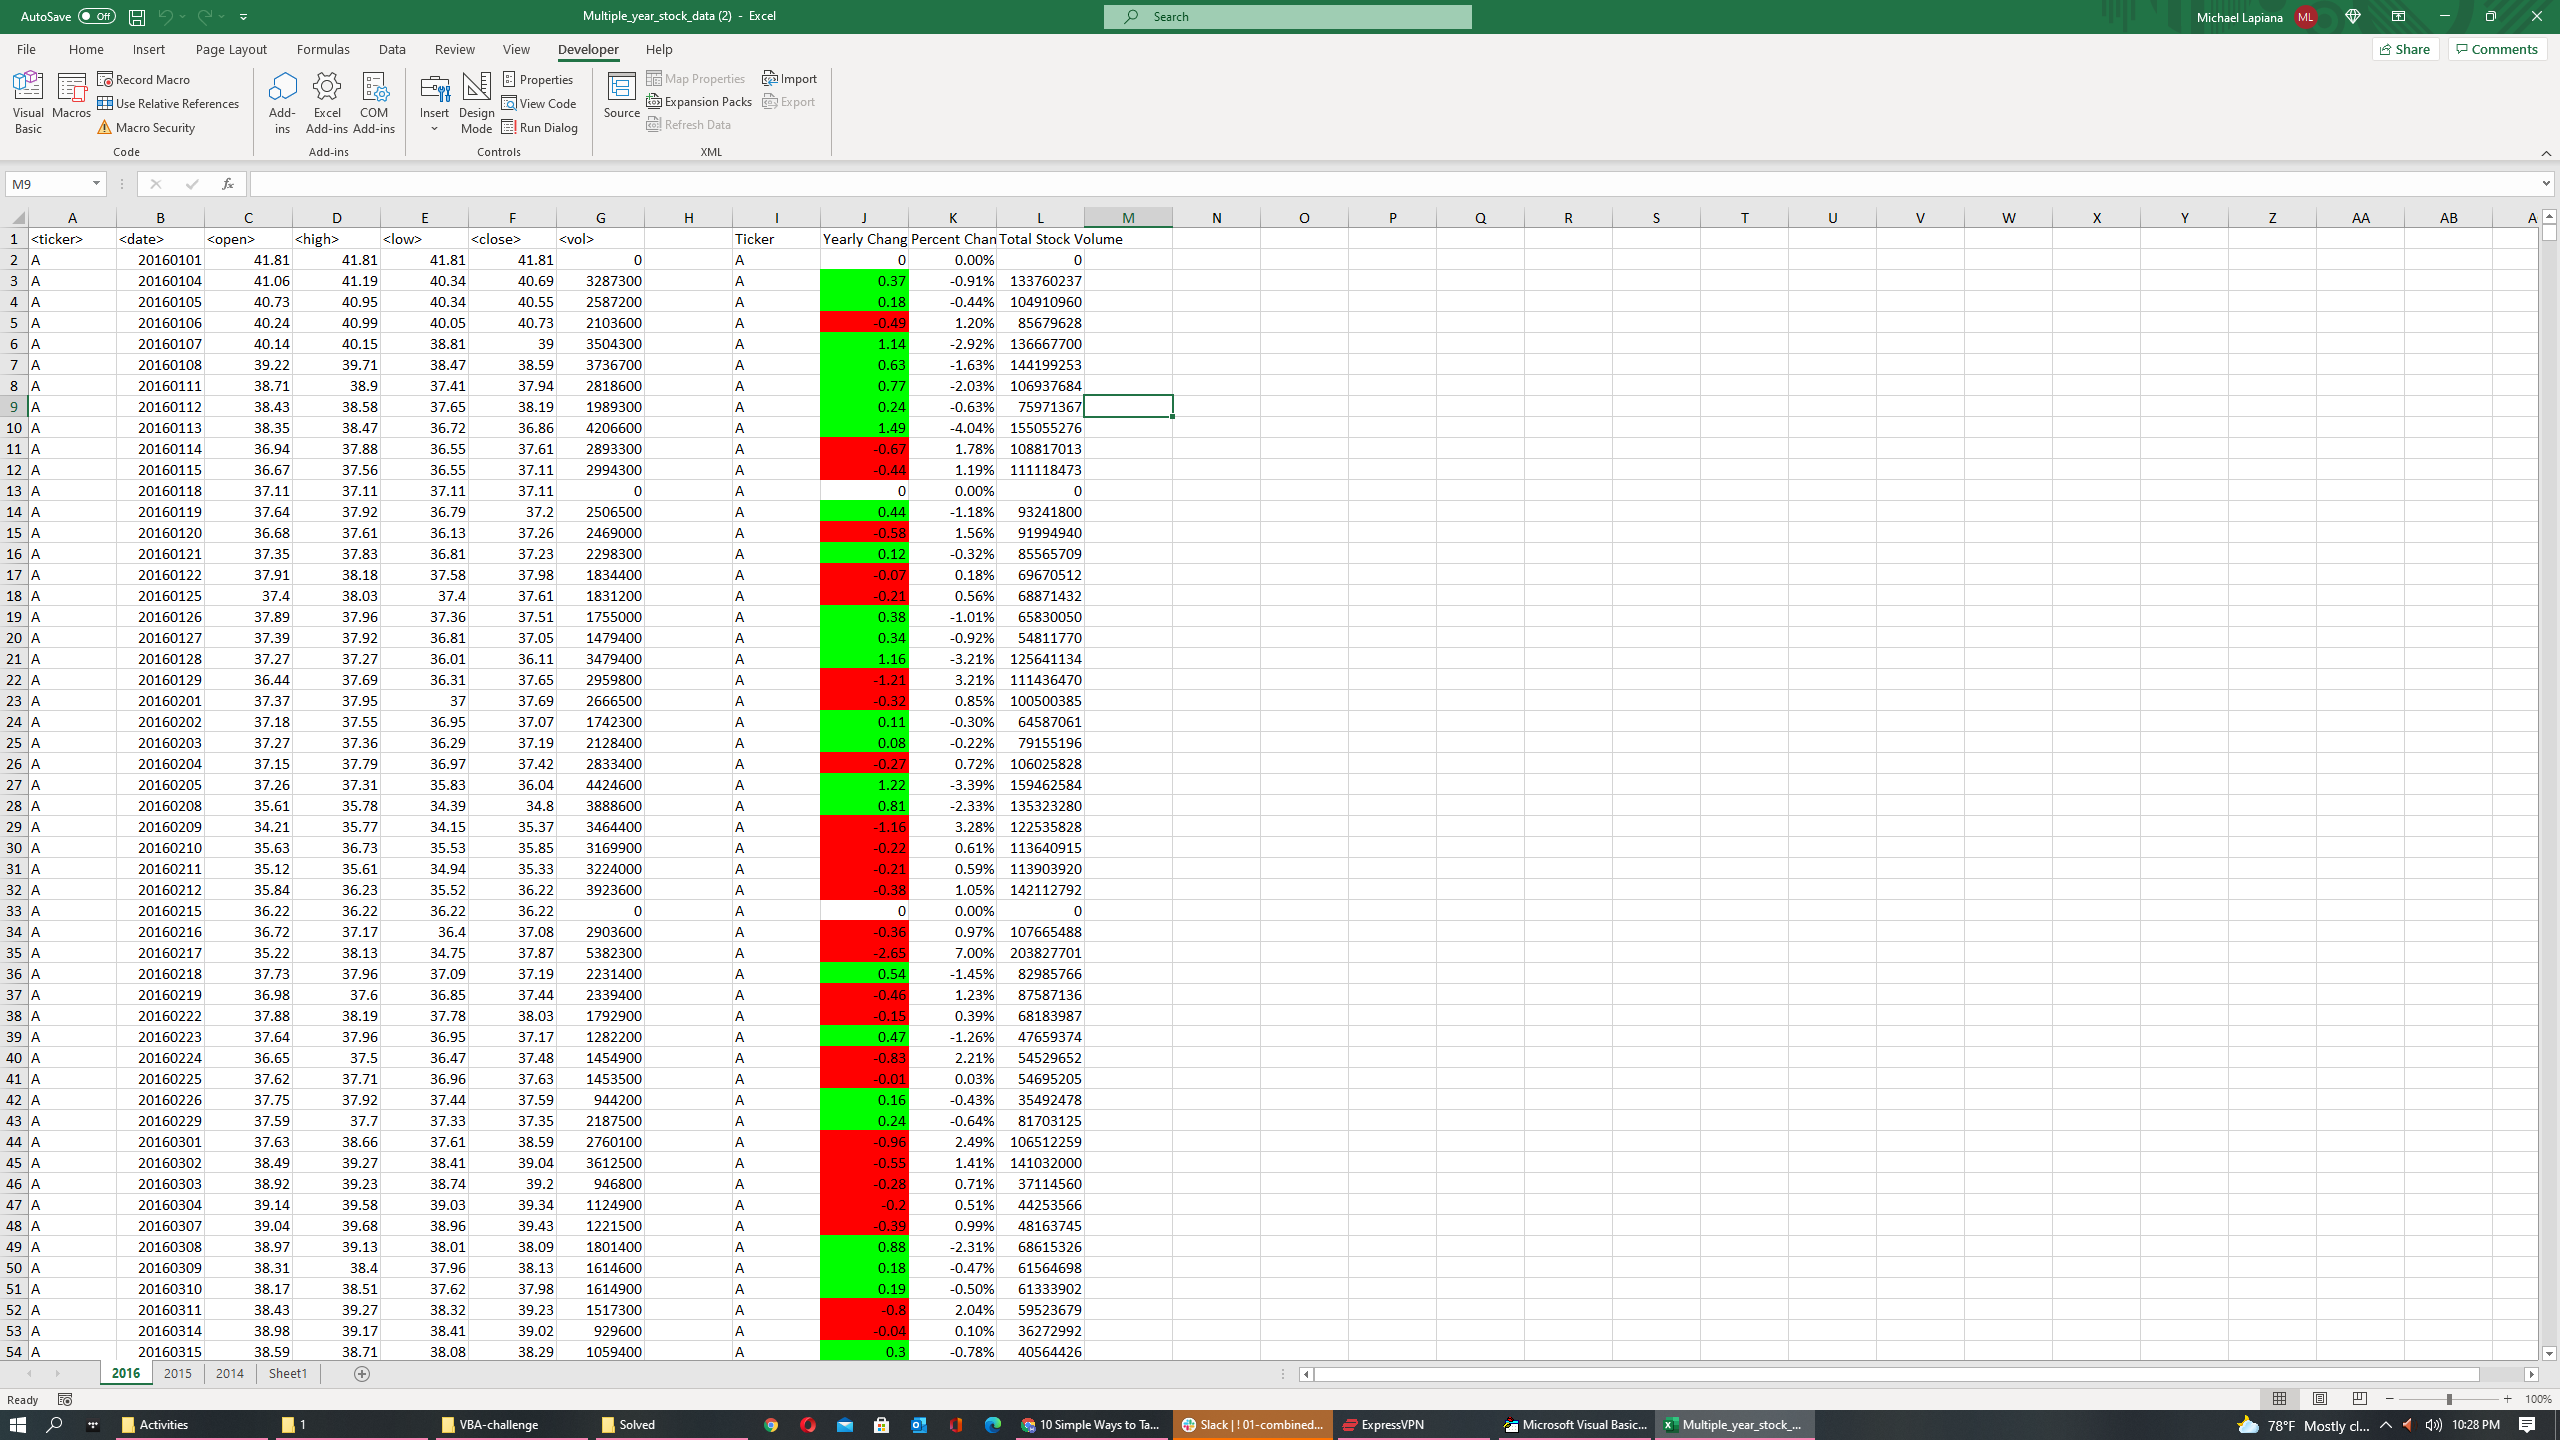 AutoSave Off Multiple_year_stock_data (2) - Excel Search Michael Lapiana ML
File Home Insert Page Layout Formulas Data Review View Developer Help Share Comments
Visual Basic Macros Record Macro Use Relative References Macro Security
Add-ins Excel Add-ins COM Add-ins
Insert Design Mode Properties View Code Run Dialog
Source Map Properties Expansion Packs Refresh Data Import Export
Code Add-ins Controls XML
M9 fx
A B C D E F G H I J K L M N O P Q R S T U V W X Y Z AA AB A
1 <ticker> <date> <open> <high> <low> <close> <vol> Ticker Yearly Chang Percent Chan Total Stock Volume
2 A 20160101 41.81 41.81 41.81 41.81 0 A 0 0.00% 0
3 A 20160104 41.06 41.19 40.34 40.69 3287300 A 0.37 -0.91% 133760237
4 A 20160105 40.73 40.95 40.34 40.55 2587200 A 0.18 -0.44% 104910960
5 A 20160106 40.24 40.99 40.05 40.73 2103600 A -0.49 1.20% 85679628
6 A 20160107 40.14 40.15 38.81 39 3504300 A 1.14 -2.92% 136667700
7 A 20160108 39.22 39.71 38.47 38.59 3736700 A 0.63 -1.63% 144199253
8 A 20160111 38.71 38.9 37.41 37.94 2818600 A 0.77 -2.03% 106937684
9 A 20160112 38.43 38.58 37.65 38.19 1989300 A 0.24 -0.63% 75971367
10 A 20160113 38.35 38.47 36.72 36.86 4206600 A 1.49 -4.04% 155055276
11 A 20160114 36.94 37.88 36.55 37.61 2893300 A -0.67 1.78% 108817013
12 A 20160115 36.67 37.56 36.55 37.11 2994300 A -0.44 1.19% 111118473
13 A 20160118 37.11 37.11 37.11 37.11 0 A 0 0.00% 0
14 A 20160119 37.64 37.92 36.79 37.2 2506500 A 0.44 -1.18% 93241800
15 A 20160120 36.68 37.61 36.13 37.26 2469000 A -0.58 1.56% 91994940
16 A 20160121 37.35 37.83 36.81 37.23 2298300 A 0.12 -0.32% 85565709
17 A 20160122 37.91 38.18 37.58 37.98 1834400 A -0.07 0.18% 69670512
18 A 20160125 37.4 38.03 37.4 37.61 1831200 A -0.21 0.56% 68871432
19 A 20160126 37.89 37.96 37.36 37.51 1755000 A 0.38 -1.01% 65830050
20 A 20160127 37.39 37.92 36.81 37.05 1479400 A 0.34 -0.92% 54811770
21 A 20160128 37.27 37.27 36.01 36.11 3479400 A 1.16 -3.21% 125641134
22 A 20160129 36.44 37.69 36.31 37.65 2959800 A -1.21 3.21% 111436470
23 A 20160201 37.37 37.95 37 37.69 2666500 A -0.32 0.85% 100500385
24 A 20160202 37.18 37.55 36.95 37.07 1742300 A 0.11 -0.30% 64587061
25 A 20160203 37.27 37.36 36.29 37.19 2128400 A 0.08 -0.22% 79155196
26 A 20160204 37.15 37.79 36.97 37.42 2833400 A -0.27 0.72% 106025828
27 A 20160205 37.26 37.31 35.83 36.04 4424600 A 1.22 -3.39% 159462584
28 A 20160208 35.61 35.78 34.39 34.8 3888600 A 0.81 -2.33% 135323280
29 A 20160209 34.21 35.77 34.15 35.37 3464400 A -1.16 3.28% 122535828
30 A 20160210 35.63 36.73 35.53 35.85 3169900 A -0.22 0.61% 113640915
31 A 20160211 35.12 35.61 34.94 35.33 3224000 A -0.21 0.59% 113903920
32 A 20160212 35.84 36.23 35.52 36.22 3923600 A -0.38 1.05% 142112792
33 A 20160215 36.22 36.22 36.22 36.22 0 A 0 0.00% 0
34 A 20160216 36.72 37.17 36.4 37.08 2903600 A -0.36 0.97% 107665488
35 A 20160217 35.22 38.13 34.75 37.87 5382300 A -2.65 7.00% 203827701
36 A 20160218 37.73 37.96 37.09 37.19 2231400 A 0.54 -1.45% 82985766
37 A 20160219 36.98 37.6 36.85 37.44 2339400 A -0.46 1.23% 87587136
38 A 20160222 37.88 38.19 37.78 38.03 1792900 A -0.15 0.39% 68183987
39 A 20160223 37.64 37.96 36.95 37.17 1282200 A 0.47 -1.26% 47659374
40 A 20160224 36.65 37.5 36.47 37.48 1454900 A -0.83 2.21% 54529652
41 A 20160225 37.62 37.71 36.96 37.63 1453500 A -0.01 0.03% 54695205
42 A 20160226 37.75 37.92 37.44 37.59 944200 A 0.16 -0.43% 35492478
43 A 20160229 37.59 37.7 37.33 37.35 2187500 A 0.24 -0.64% 81703125
44 A 20160301 37.63 38.66 37.61 38.59 2760100 A -0.96 2.49% 106512259
45 A 20160302 38.49 39.27 38.41 39.04 3612500 A -0.55 1.41% 141032000
46 A 20160303 38.92 39.23 38.74 39.2 946800 A -0.28 0.71% 37114560
47 A 20160304 39.14 39.58 39.03 39.34 1124900 A -0.2 0.51% 44253566
48 A 20160307 39.04 39.68 38.96 39.43 1221500 A -0.39 0.99% 48163745
49 A 20160308 38.97 39.13 38.01 38.09 1801400 A 0.88 -2.31% 68615326
50 A 20160309 38.31 38.4 37.96 38.13 1614600 A 0.18 -0.47% 61564698
51 A 20160310 38.17 38.51 37.62 37.98 1614900 A 0.19 -0.50% 61333902
52 A 20160311 38.43 39.27 38.32 39.23 1517300 A -0.8 2.04% 59523679
53 A 20160314 38.98 39.17 38.41 39.02 929600 A -0.04 0.10% 36272992
54 A 20160315 38.59 38.71 38.08 38.29 1059400 A 0.3 -0.78% 40564426
2016 2015 2014 Sheet1
Ready 100%
Activities 1 VBA-challenge Solved 10 Simple Ways to Ta... Slack | ! 01-combined... ExpressVPN Microsoft Visual Basic... Multiple_year_stock_... 78°F Mostly cl... 10:28 PM